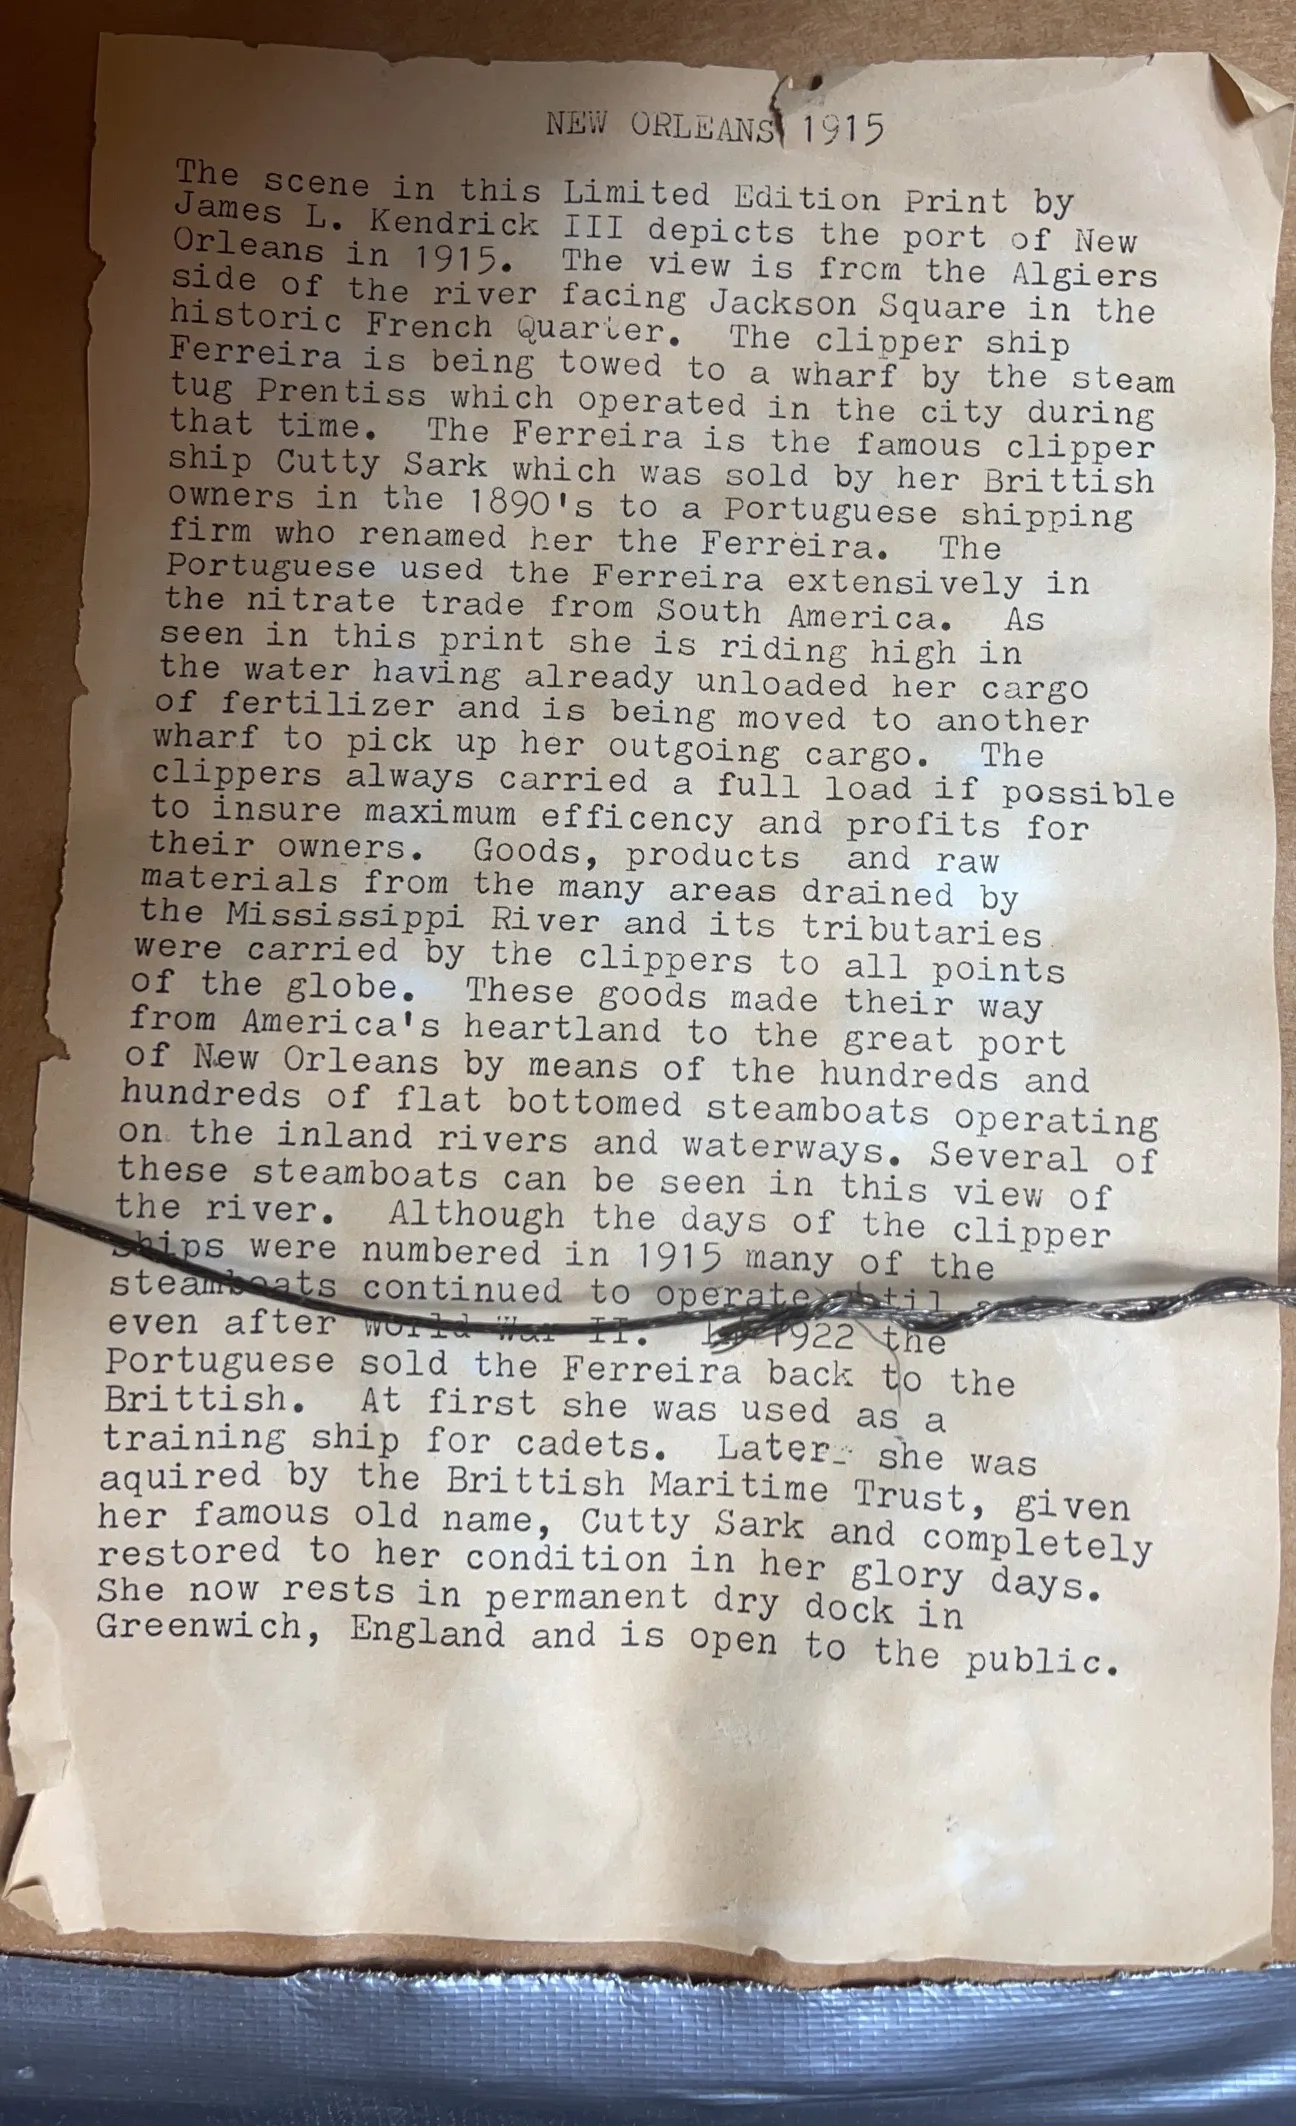 NEW ORLEANS 1915
The scene in this Limited Edition Print by
James L. Kendrick III depicts the port of New
Orleans in 1915. The view is from the Algiers
side of the river facing Jackson Square in the
historic French Quarter. The clipper ship
Ferreira is being towed to a wharf by the steam
tug Prentiss which operated in the city during
that time. The Ferreira is the famous clipper
ship Cutty Sark which was sold by her Brittish
owners in the 1890's to a Portuguese shipping
firm who renamed her the Ferreira. The
Portuguese used the Ferreira extensively in
the nitrate trade from South America. As
seen in this print she is riding high in
the water having already unloaded her cargo
of fertilizer and is being moved to another
wharf to pick up her outgoing cargo. The
clippers always carried a full load if possible
to insure maximum efficency and profits for
their owners. Goods, products and raw
materials from the many areas drained by
the Mississippi River and its tributaries
were carried by the clippers to all points
of the globe. These goods made their way
from America's heartland to the great port
of New Orleans by means of the hundreds and
hundreds of flat bottomed steamboats operating
on the inland rivers and waterways. Several of
these steamboats can be seen in this view of
the river. Although the days of the clipper
ships were numbered in 1915 many of the
steamboats continued to operate
even after World War II. In 1922 the
Portuguese sold the Ferreira back to the
Brittish. At first she was used as a
training ship for cadets. Later she was
aquired by the Brittish Maritime Trust, given
her famous old name, Cutty Sark and completely
restored to her condition in her glory days.
She now rests in permanent dry dock in
Greenwich, England and is open to the public.